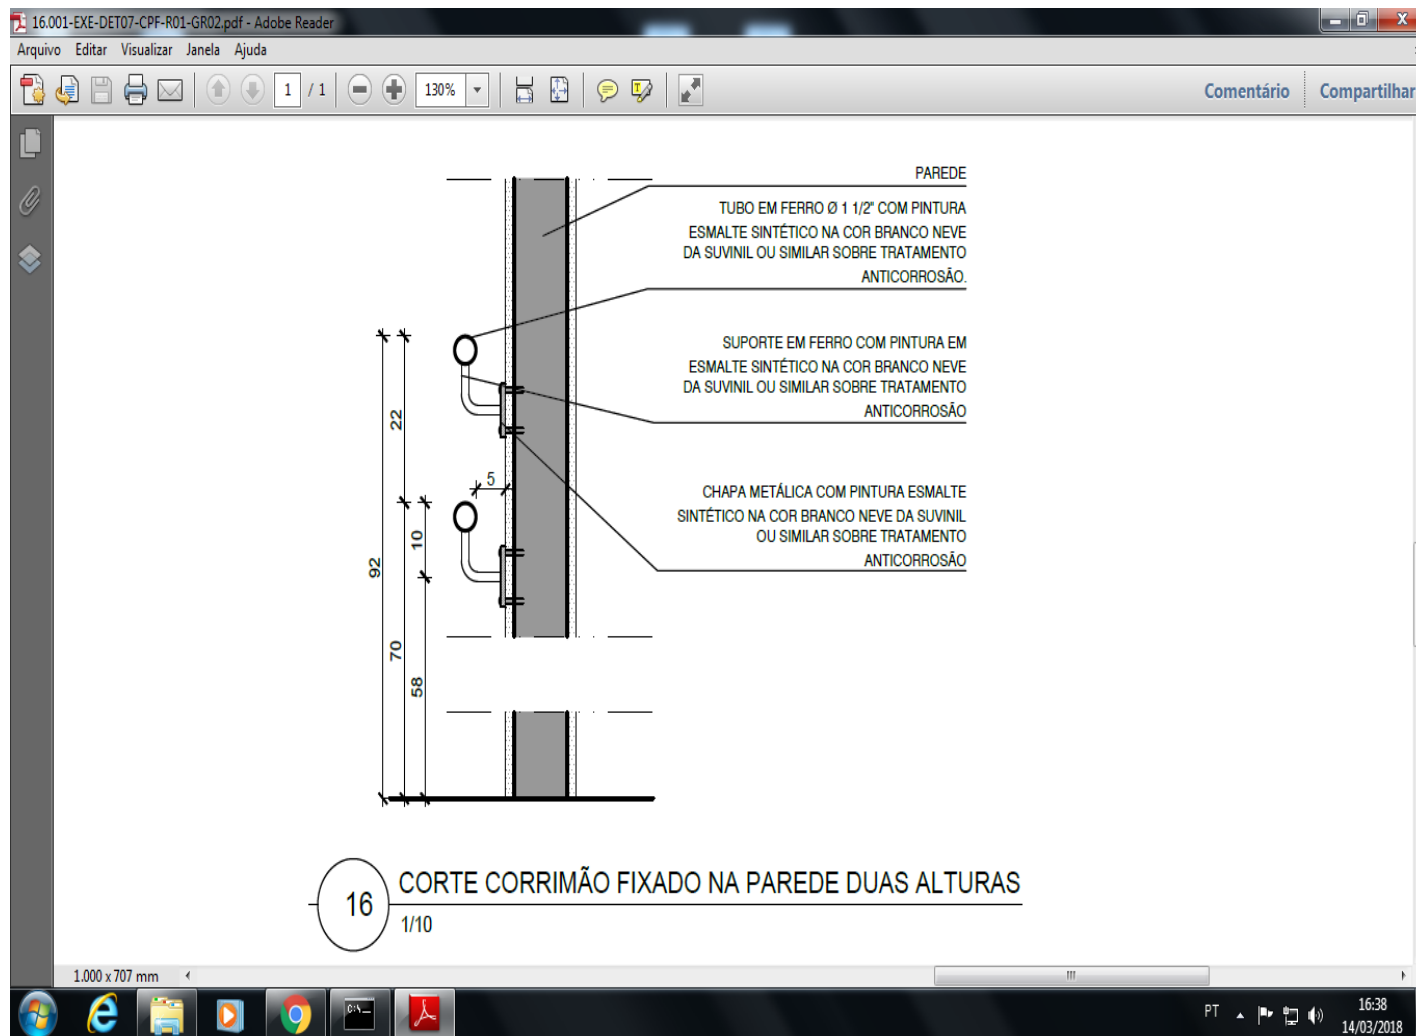 16.001-EXE-DET07-CPF-R01-GR02.pdf - Adobe Reader
Arquivo Editar Visualizar Janela Ajuda
1 / 1 130% Comentário Compartilhar
PAREDE
TUBO EM FERRO Ø 1 1/2" COM PINTURA
ESMALTE SINTÉTICO NA COR BRANCO NEVE
DA SUVINIL OU SIMILAR SOBRE TRATAMENTO
ANTICORROSÃO.
SUPORTE EM FERRO COM PINTURA EM
ESMALTE SINTÉTICO NA COR BRANCO NEVE
DA SUVINIL OU SIMILAR SOBRE TRATAMENTO
ANTICORROSÃO
22
5
CHAPA METÁLICA COM PINTURA ESMALTE
SINTÉTICO NA COR BRANCO NEVE DA SUVINIL
OU SIMILAR SOBRE TRATAMENTO
ANTICORROSÃO
10
92
70
58
16
CORTE CORRIMÃO FIXADO NA PAREDE DUAS ALTURAS
1/10
1.000 x 707 mm
C:\_
PT
16:38
14/03/2018